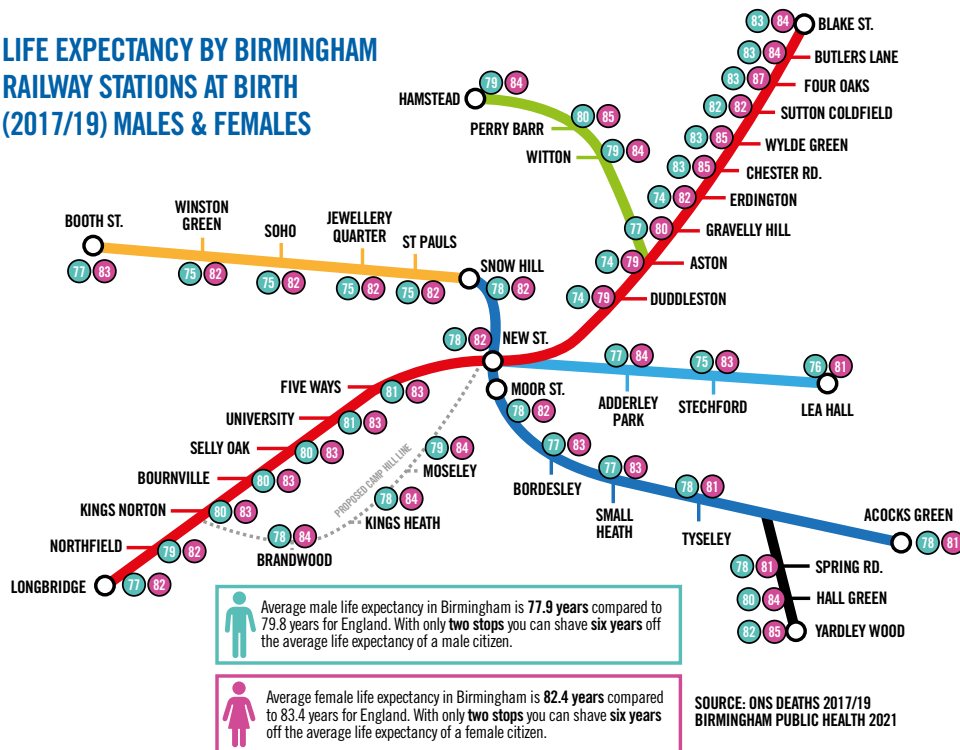 LIFE EXPECTANCY BY BIRMINGHAM
RAILWAY STATIONS AT BIRTH
(2017/19) MALES & FEMALES
83 84
BLAKE ST.
83 84
BUTLERS LANE
83 87
FOUR OAKS
82 82
SUTTON COLDFIELD
83 85
WYLDE GREEN
83 85
CHESTER RD.
74 82
ERDINGTON
77 80
GRAVELLY HILL
74 79
ASTON
74 79
DUDDLESTON
79 84
HAMSTEAD
80 85
PERRY BARR
79 84
WITTON
BOOTH ST.
77 83
WINSTON
GREEN
75 82
SOHO
75 82
JEWELLERY
QUARTER
75 82
ST PAULS
75 82
SNOW HILL
78 82
NEW ST.
78 82
MOOR ST.
78 82
77 84
ADDERLEY
PARK
75 83
STECHFORD
76 81
LEA HALL
FIVE WAYS
81 83
UNIVERSITY
81 83
SELLY OAK
80 83
BOURNVILLE
80 83
KINGS NORTON
80 83
NORTHFIELD
79 82
LONGBRIDGE
77 82
PROPOSED CAMP HILL LINE
79 84
MOSELEY
78 84
KINGS HEATH
78 84
BRANDWOOD
77 83
BORDESLEY
77 83
SMALL
HEATH
78 81
TYSELEY
ACOCKS GREEN
78 81
78 81
SPRING RD.
80 84
HALL GREEN
82 85
YARDLEY WOOD
Average male life expectancy in Birmingham is 77.9 years compared to
79.8 years for England. With only two stops you can shave six years off
the average life expectancy of a male citizen.
Average female life expectancy in Birmingham is 82.4 years compared
to 83.4 years for England. With only two stops you can shave six years
off the average life expectancy of a female citizen.
SOURCE: ONS DEATHS 2017/19
BIRMINGHAM PUBLIC HEALTH 2021